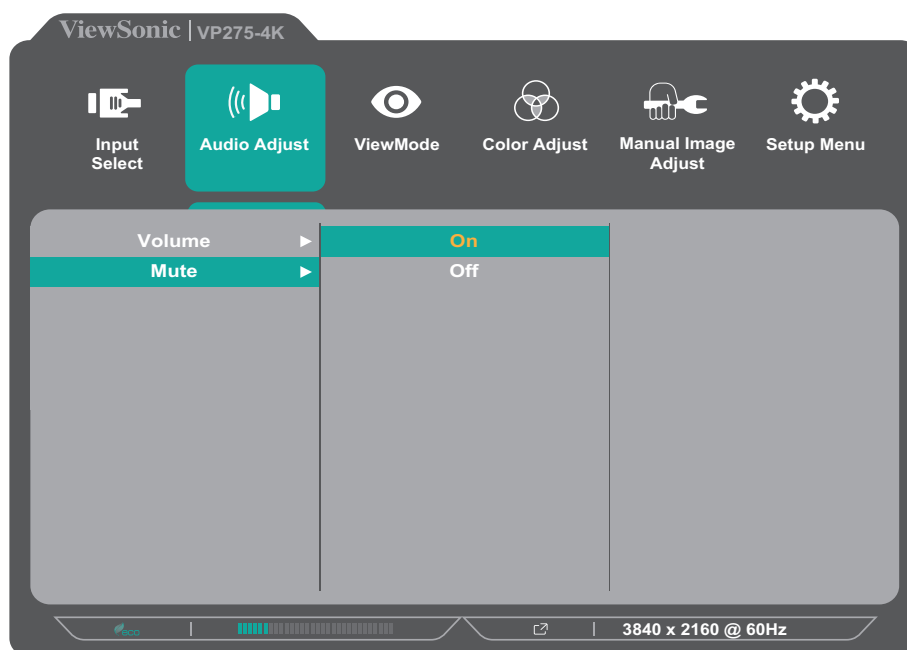 ViewSonic | VP275-4K
Input Select
Audio Adjust
ViewMode
Color Adjust
Manual Image Adjust
Setup Menu
Volume
On
Mute
Off
3840 x 2160 @ 60Hz